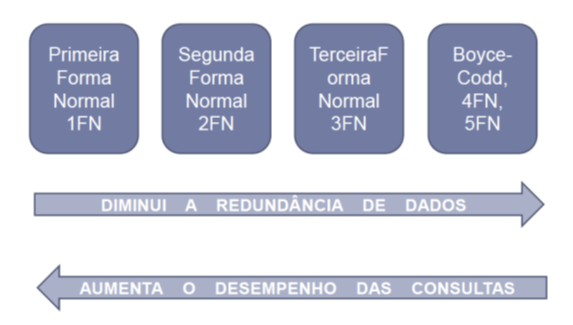 Primeira
Forma
Normal
1FN
Segunda
Forma
Normal
2FN
TerceiraF
orma
Normal
3FN
Boyce-
Codd,
4FN,
5FN
DIMINUI A REDUNDÂNCIA DE DADOS
AUMENTA O DESEMPENHO DAS CONSULTAS